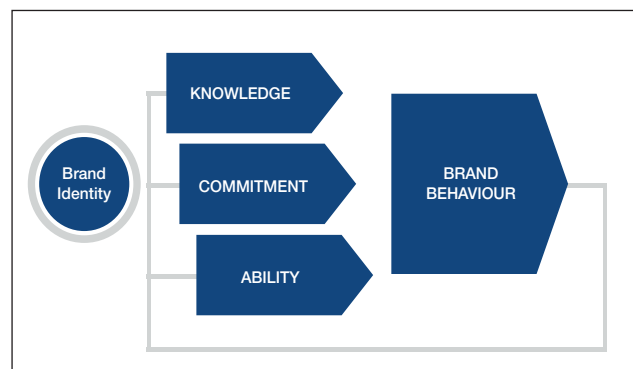 Brand
Identity
KNOWLEDGE
COMMITMENT
ABILITY
BRAND
BEHAVIOUR